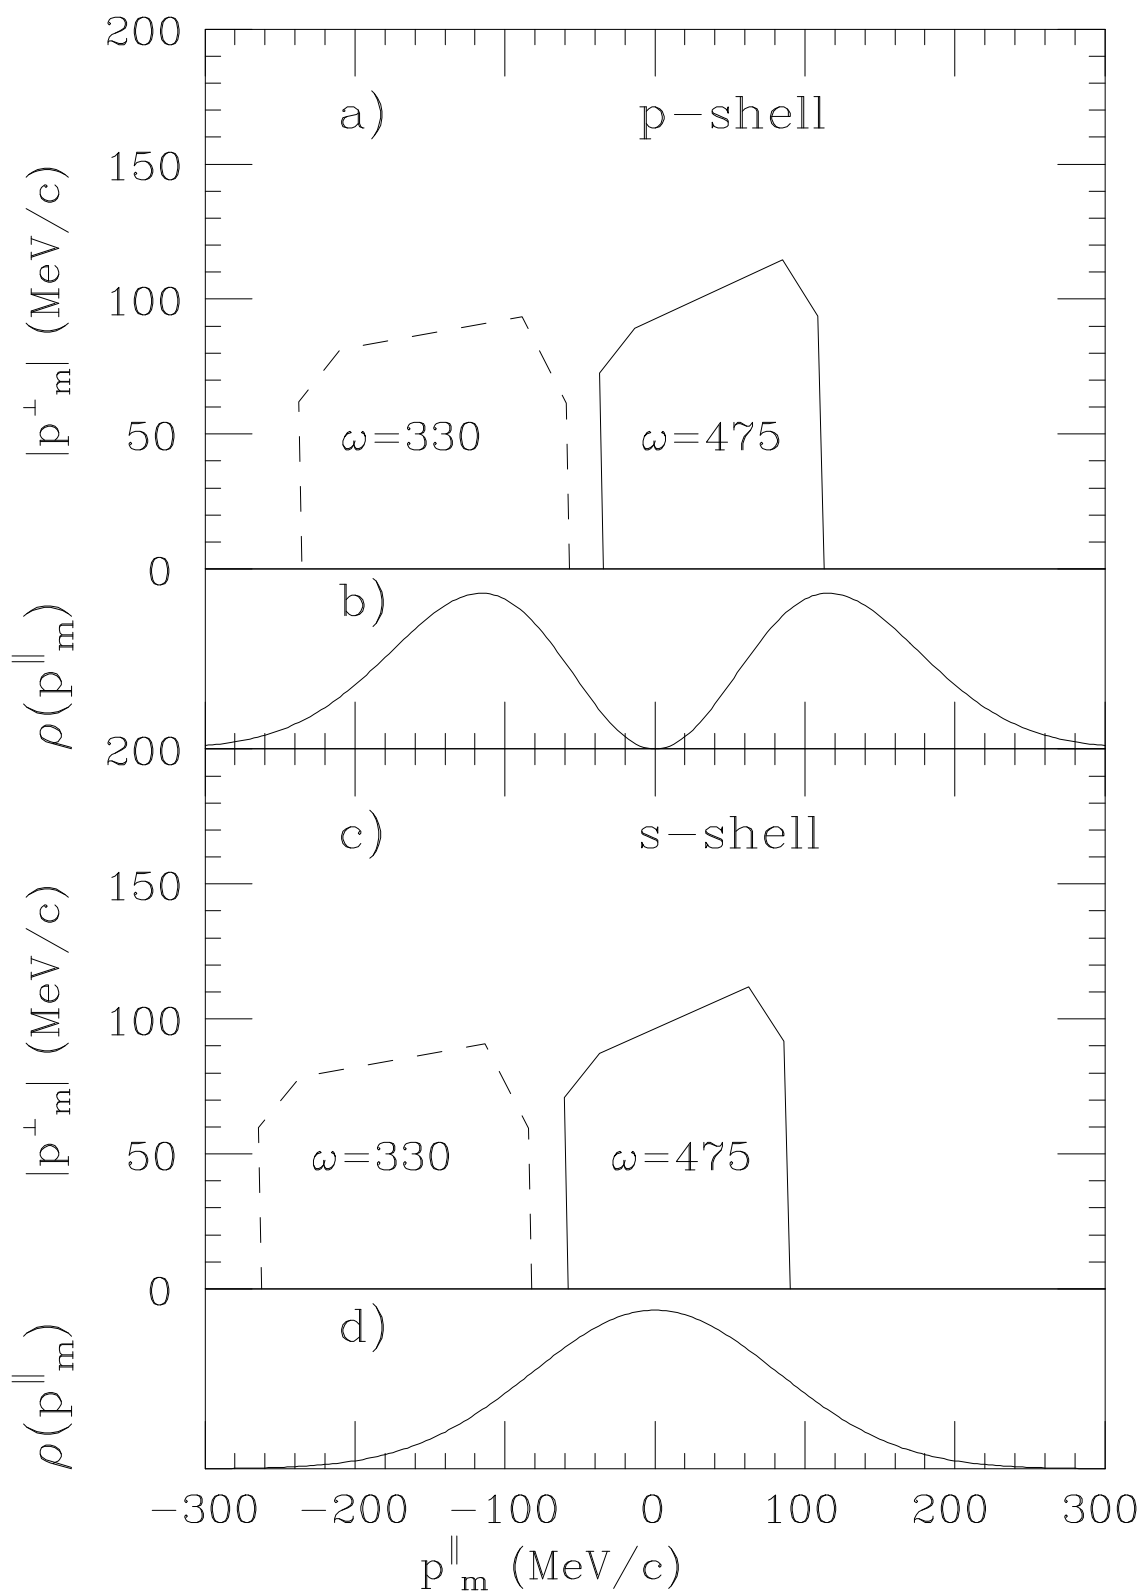 200
a) p-shell
150
|p⊥m| (MeV/c)
100
ω=330 ω=475
50
0
b)
ρ(p∥m)
200
c) s-shell
150
|p⊥m| (MeV/c)
100
ω=330 ω=475
50
0
d)
ρ(p∥m)
−300 −200 −100 0 100 200 300
p∥m (MeV/c)